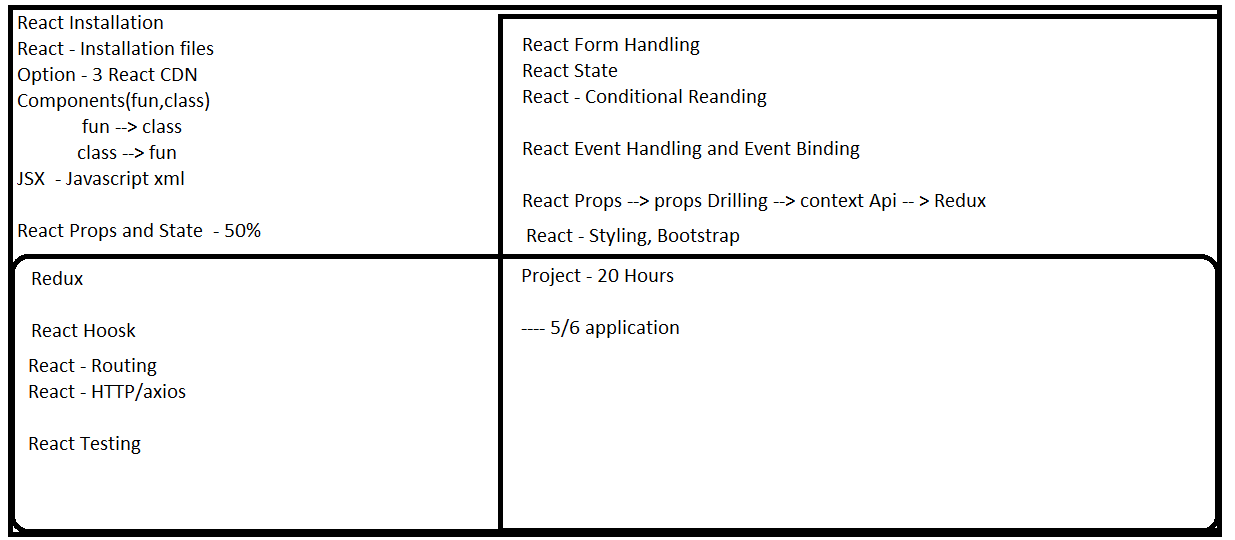 React Installation
React - Installation files
Option - 3 React CDN
Components(fun,class)
fun --> class
class --> fun
JSX - Javascript xml
React Props and State - 50%
React Form Handling
React State
React - Conditional Reanding
React Event Handling and Event Binding
React Props --> props Drilling --> context Api -- > Redux
React - Styling, Bootstrap
Redux
React Hoosk
React - Routing
React - HTTP/axios
React Testing
Project - 20 Hours
---- 5/6 application